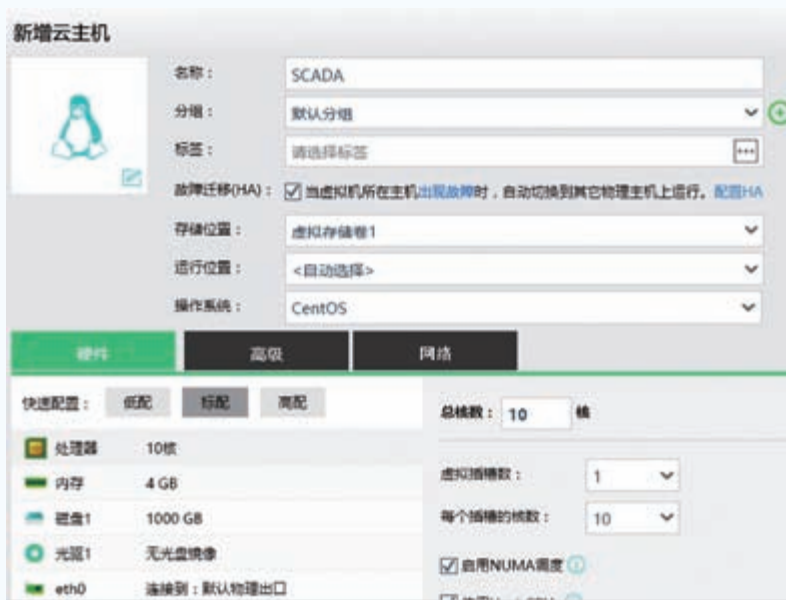 新增云主机
名称： SCADA
分组： 默认分组
标签： 请选择标签
故障迁移(HA)： 当虚拟机所在主机出现故障时，自动切换到其它物理主机上运行。配置HA
存储位置： 虚拟存储卷1
运行位置： <自动选择>
操作系统： CentOS
硬件 高级 网络
快速配置： 低配 标配 高配
总核数： 10 核
处理器 10核
内存 4 GB
虚拟插槽数： 1
磁盘1 1000 GB
每个插槽的核数： 10
光驱1 无光盘镜像
启用NUMA调度
eth0 连接到：默认物理出口